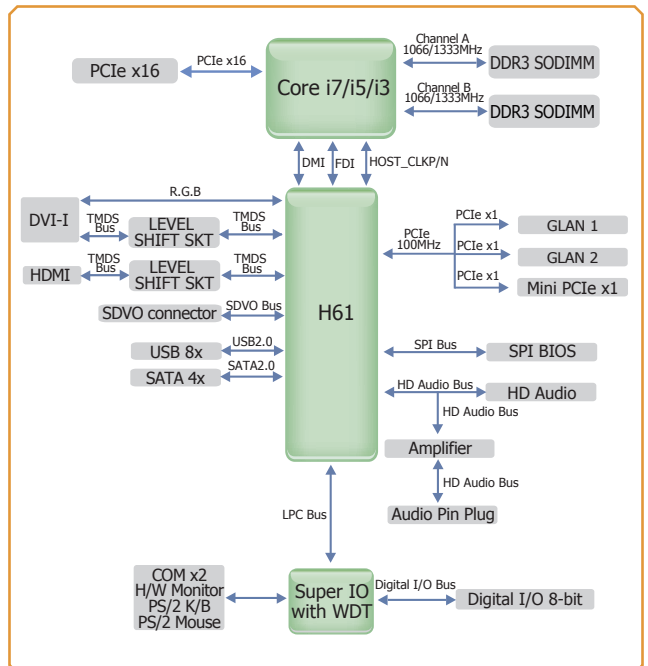 PCIe x16
PCIe x16
Core i7/i5/i3
Channel A
1066/1333MHz
DDR3 SODIMM
Channel B
1066/1333MHz
DDR3 SODIMM
DMI
FDI
HOST_CLKP/N
R.G.B
DVI-I
TMDS
Bus
LEVEL
SHIFT SKT
TMDS
Bus
HDMI
TMDS
Bus
LEVEL
SHIFT SKT
TMDS
Bus
SDVO connector
SDVO Bus
USB 8x
USB2.0
SATA 4x
SATA2.0
H61
PCIe
100MHz
PCIe x1
GLAN 1
PCIe x1
GLAN 2
PCIe x1
Mini PCIe x1
SPI Bus
SPI BIOS
HD Audio Bus
HD Audio
HD Audio Bus
Amplifier
HD Audio Bus
Audio Pin Plug
LPC Bus
COM x2
H/W Monitor
PS/2 K/B
PS/2 Mouse
Super IO
with WDT
Digital I/O Bus
Digital I/O 8-bit